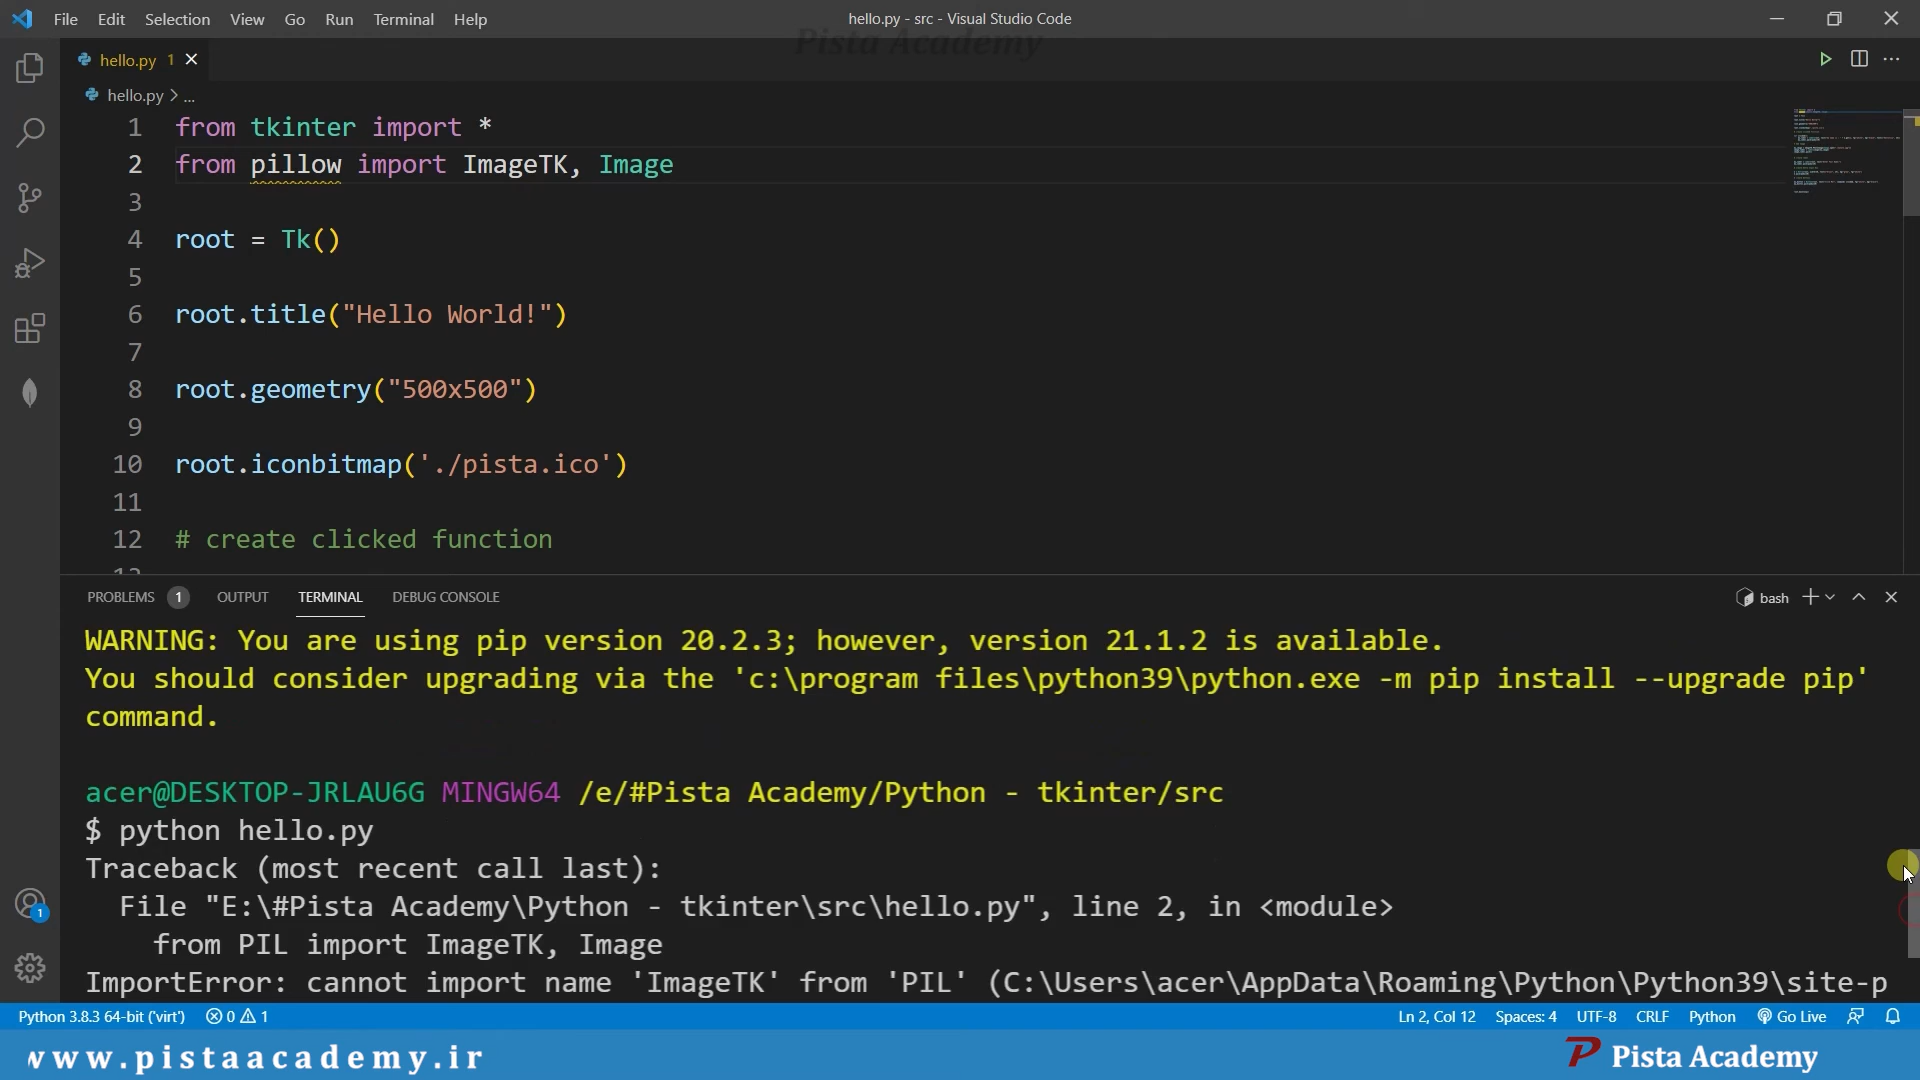 File Edit Selection View Go Run Terminal Help
hello.py - src - Visual Studio Code
Pista Academy
hello.py 1
hello.py > ...
1 from tkinter import *
2 from pillow import ImageTK, Image
3
4 root = Tk()
5
6 root.title("Hello World!")
7
8 root.geometry("500x500")
9
10 root.iconbitmap('./pista.ico')
11
12 # create clicked function
PROBLEMS 1 OUTPUT TERMINAL DEBUG CONSOLE
bash
WARNING: You are using pip version 20.2.3; however, version 21.1.2 is available.
You should consider upgrading via the 'c:\program files\python39\python.exe -m pip install --upgrade pip'
command.
acer@DESKTOP-JRLAU6G MINGW64 /e/#Pista Academy/Python - tkinter/src
$ python hello.py
Traceback (most recent call last):
File "E:\#Pista Academy\Python - tkinter\src\hello.py", line 2, in <module>
from PIL import ImageTK, Image
ImportError: cannot import name 'ImageTK' from 'PIL' (C:\Users\acer\AppData\Roaming\Python\Python39\site-p
1
Python 3.8.3 64-bit ('virt') 0 1
Ln 2, Col 12 Spaces: 4 UTF-8 CRLF Python Go Live
www.pistaacademy.ir
Pista Academy